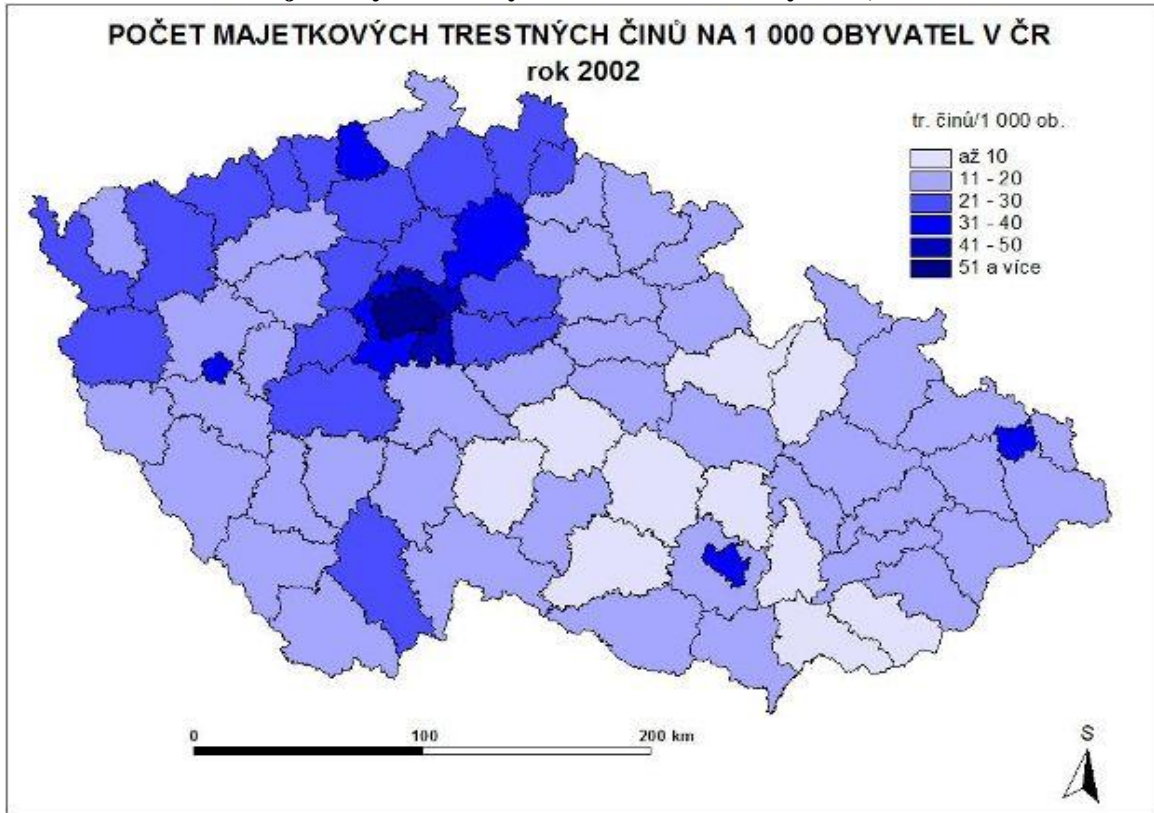 POČET MAJETKOVÝCH TRESTNÝCH ČINŮ NA 1 000 OBYVATEL V ČR
rok 2002
tr. činů/1 000 ob.
až 10
11 - 20
21 - 30
31 - 40
41 - 50
51 a více
0 100 200 km
S